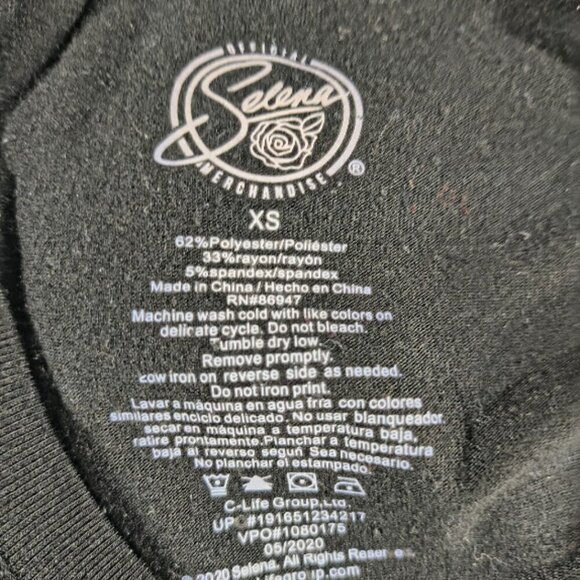 OFFICIAL
Selena
MERCHANDISE
®
XS
62%Polyester/Poliéster
33%rayon/rayón
5%spandex/spandex
Made in China / Hecho en China
RN#86947
Machine wash cold with like colors on
delicate cycle. Do not bleach.
Tumble dry low.
Remove promptly.
Low iron on reverse side as needed.
Do not iron print.
Lavar a máquina en agua fría con colores
similares en ciclo delicado. No usar blanqueador.
secar en máquina a temperatura baja,
retire prontamente.Planchar a temperatura
baja al reverso según Sea necesario.
No planchar el estampado.
C-Life Group,Ltd.
UPC#191651234217
VPO#1080175
05/2020
©2020 Selena. All Rights